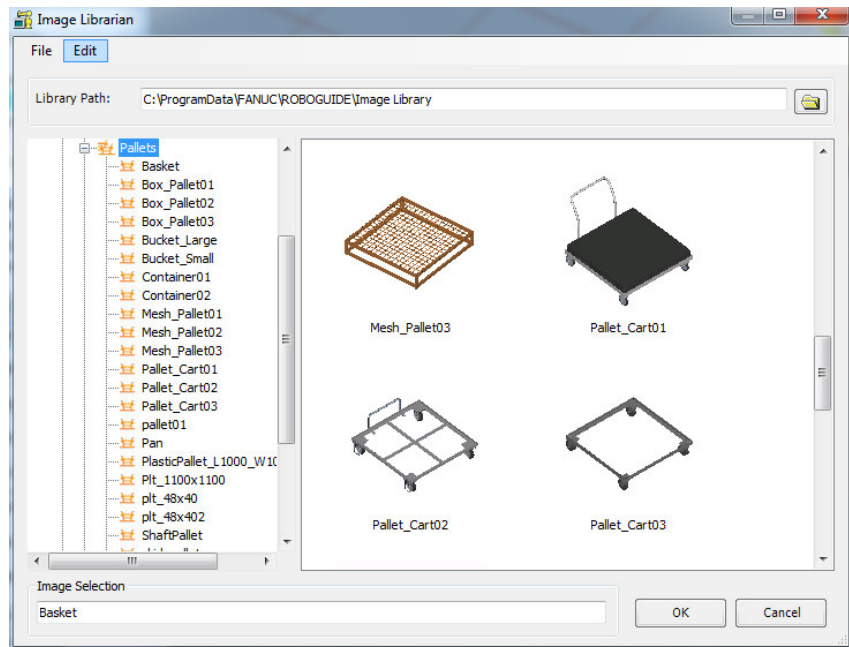 Image Librarian
File Edit
Library Path: C:\ProgramData\FANUC\ROBOGUIDE\Image Library
Pallets
Basket
Box_Pallet01
Box_Pallet02
Box_Pallet03
Bucket_Large
Bucket_Small
Container01
Container02
Mesh_Pallet01
Mesh_Pallet02
Mesh_Pallet03
Pallet_Cart01
Pallet_Cart02
Pallet_Cart03
pallet01
Pan
PlasticPallet_L1000_W10
Plt_1100x1100
plt_48x40
plt_48x402
ShaftPallet
Mesh_Pallet03 Pallet_Cart01
Pallet_Cart02 Pallet_Cart03
Image Selection
Basket
OK Cancel